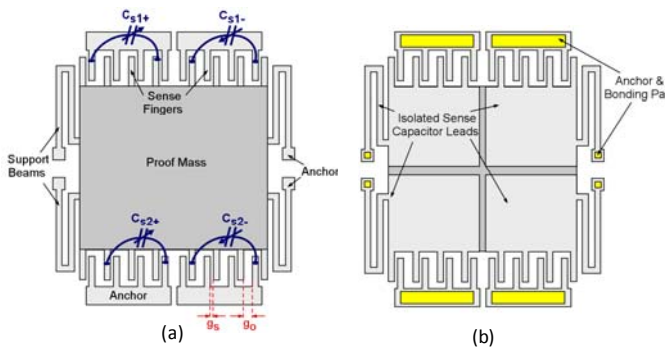 Cs1+
Cs1-
Sense
Fingers
Support
Beams
Proof Mass
Anchor
Cs2+
Cs2-
Anchor
gs
go
(a)
Anchor &
Bonding Pa
Isolated Sense
Capacitor Leads
(b)